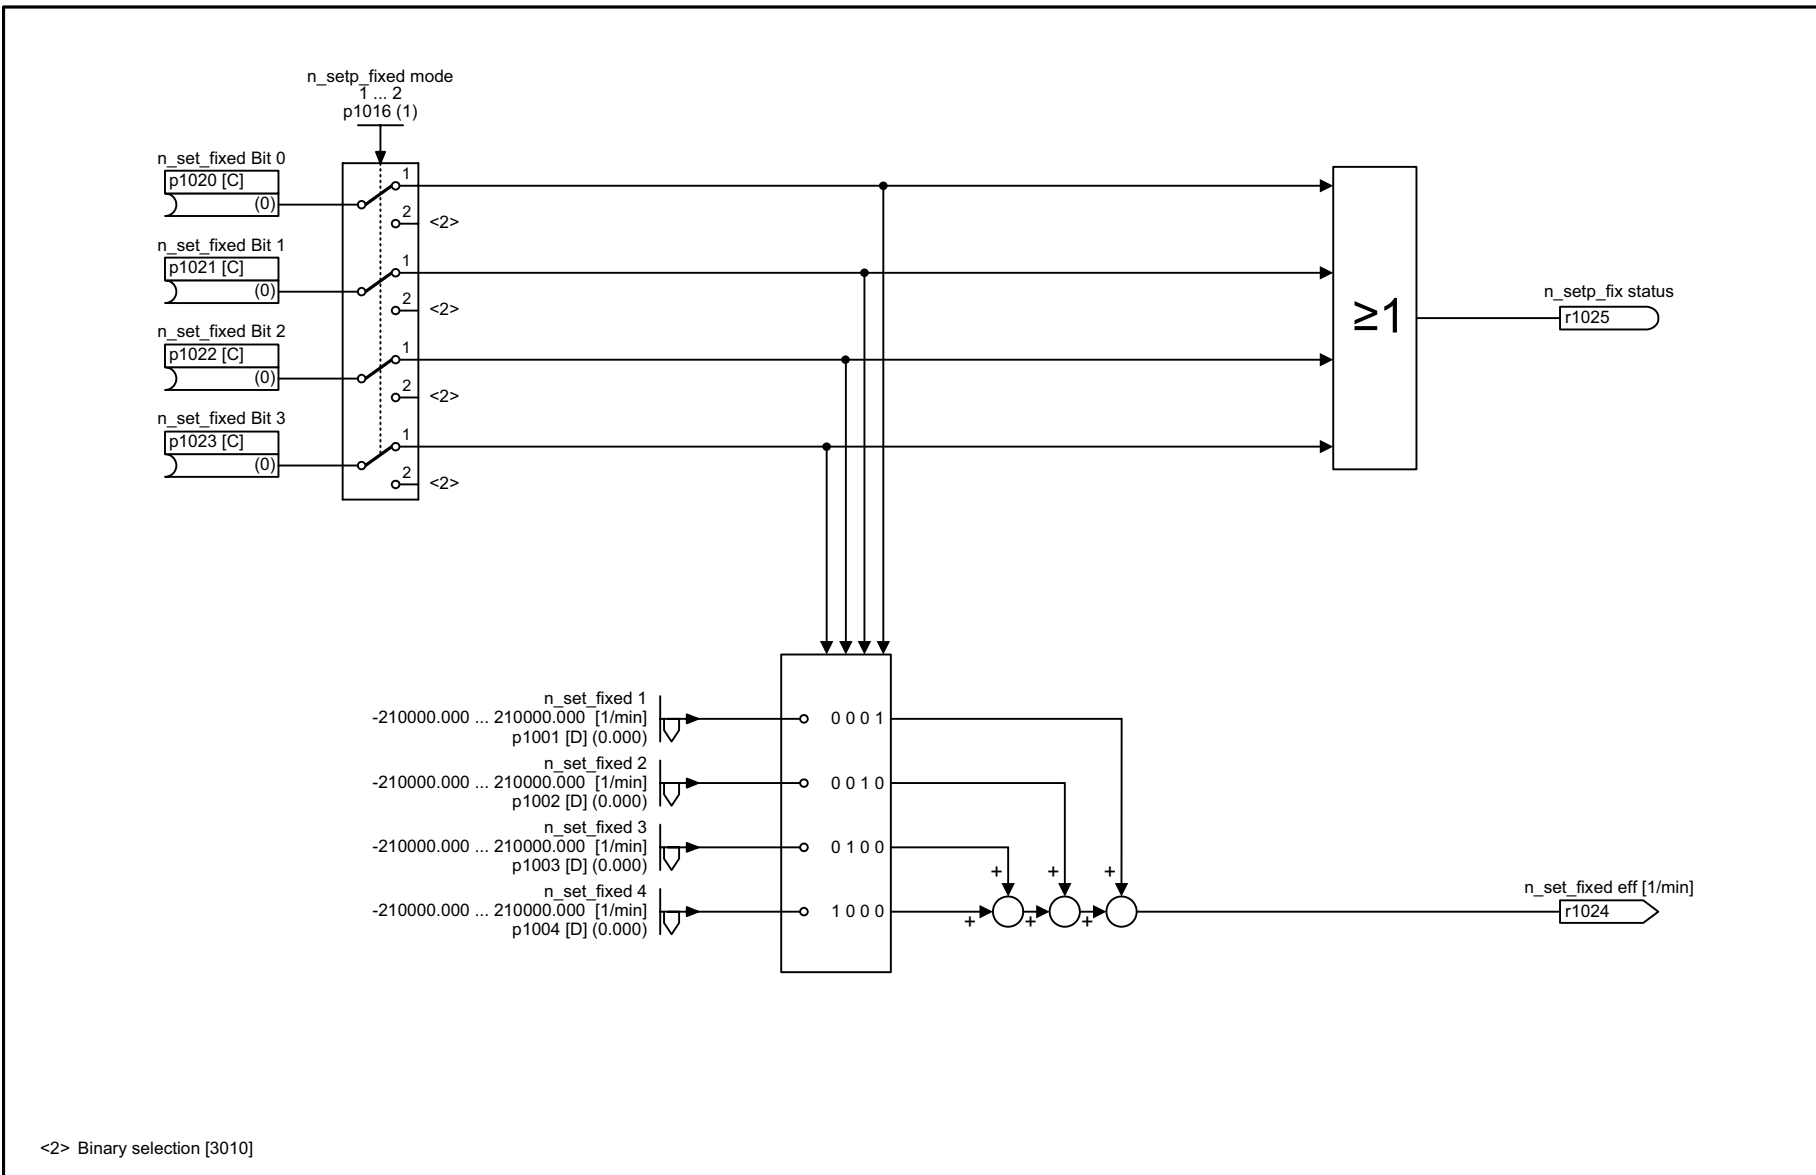 n_setp_fixed mode
1 ... 2
p1016 (1)
n_set_fixed Bit 0
p1020 [C]
(0)
1
2
<2>
n_set_fixed Bit 1
p1021 [C]
(0)
1
2
<2>
n_set_fixed Bit 2
p1022 [C]
(0)
1
2
<2>
n_set_fixed Bit 3
p1023 [C]
(0)
1
2
<2>
≥1
n_setp_fix status
r1025
n_set_fixed 1
-210000.000 ... 210000.000 [1/min]
p1001 [D] (0.000)
0 0 0 1
n_set_fixed 2
-210000.000 ... 210000.000 [1/min]
p1002 [D] (0.000)
0 0 1 0
n_set_fixed 3
-210000.000 ... 210000.000 [1/min]
p1003 [D] (0.000)
0 1 0 0
n_set_fixed 4
-210000.000 ... 210000.000 [1/min]
p1004 [D] (0.000)
1 0 0 0
+
+
+
+
+
+
n_set_fixed eff [1/min]
r1024
<2> Binary selection [3010]